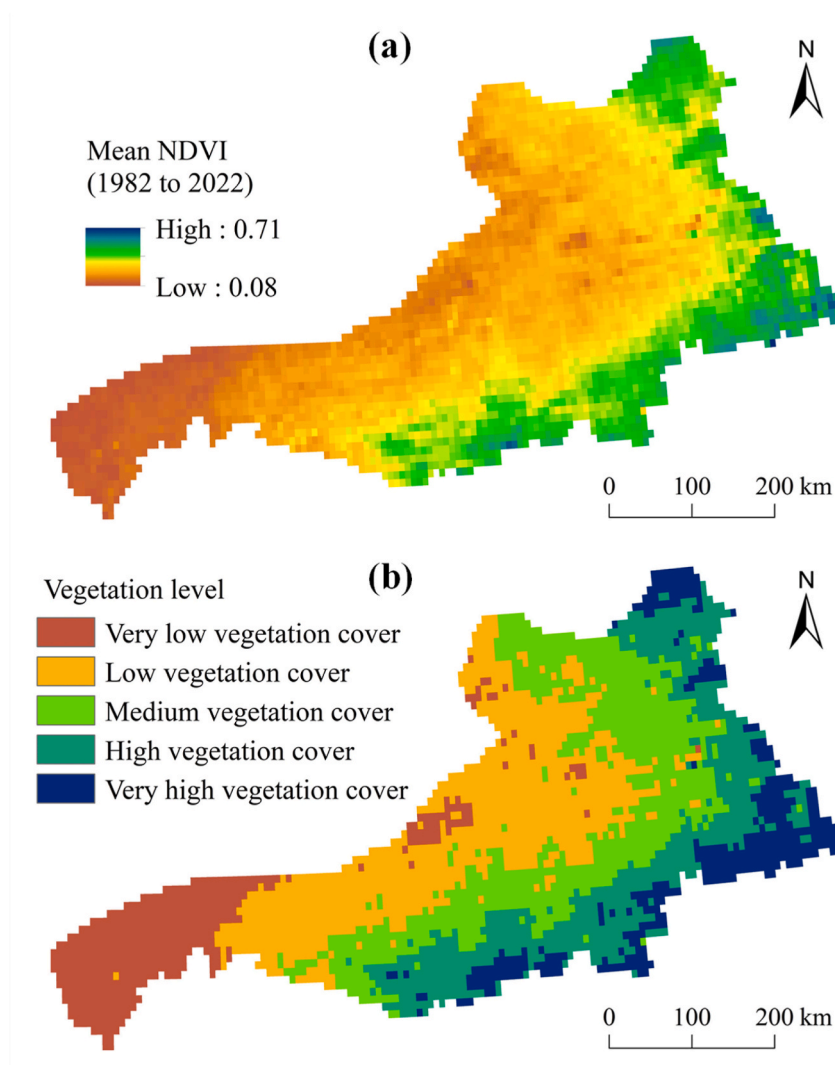 (a)
N
Mean NDVI
(1982 to 2022)
High : 0.71
Low : 0.08
0 100 200 km
(b)
N
Vegetation level
Very low vegetation cover
Low vegetation cover
Medium vegetation cover
High vegetation cover
Very high vegetation cover
0 100 200 km